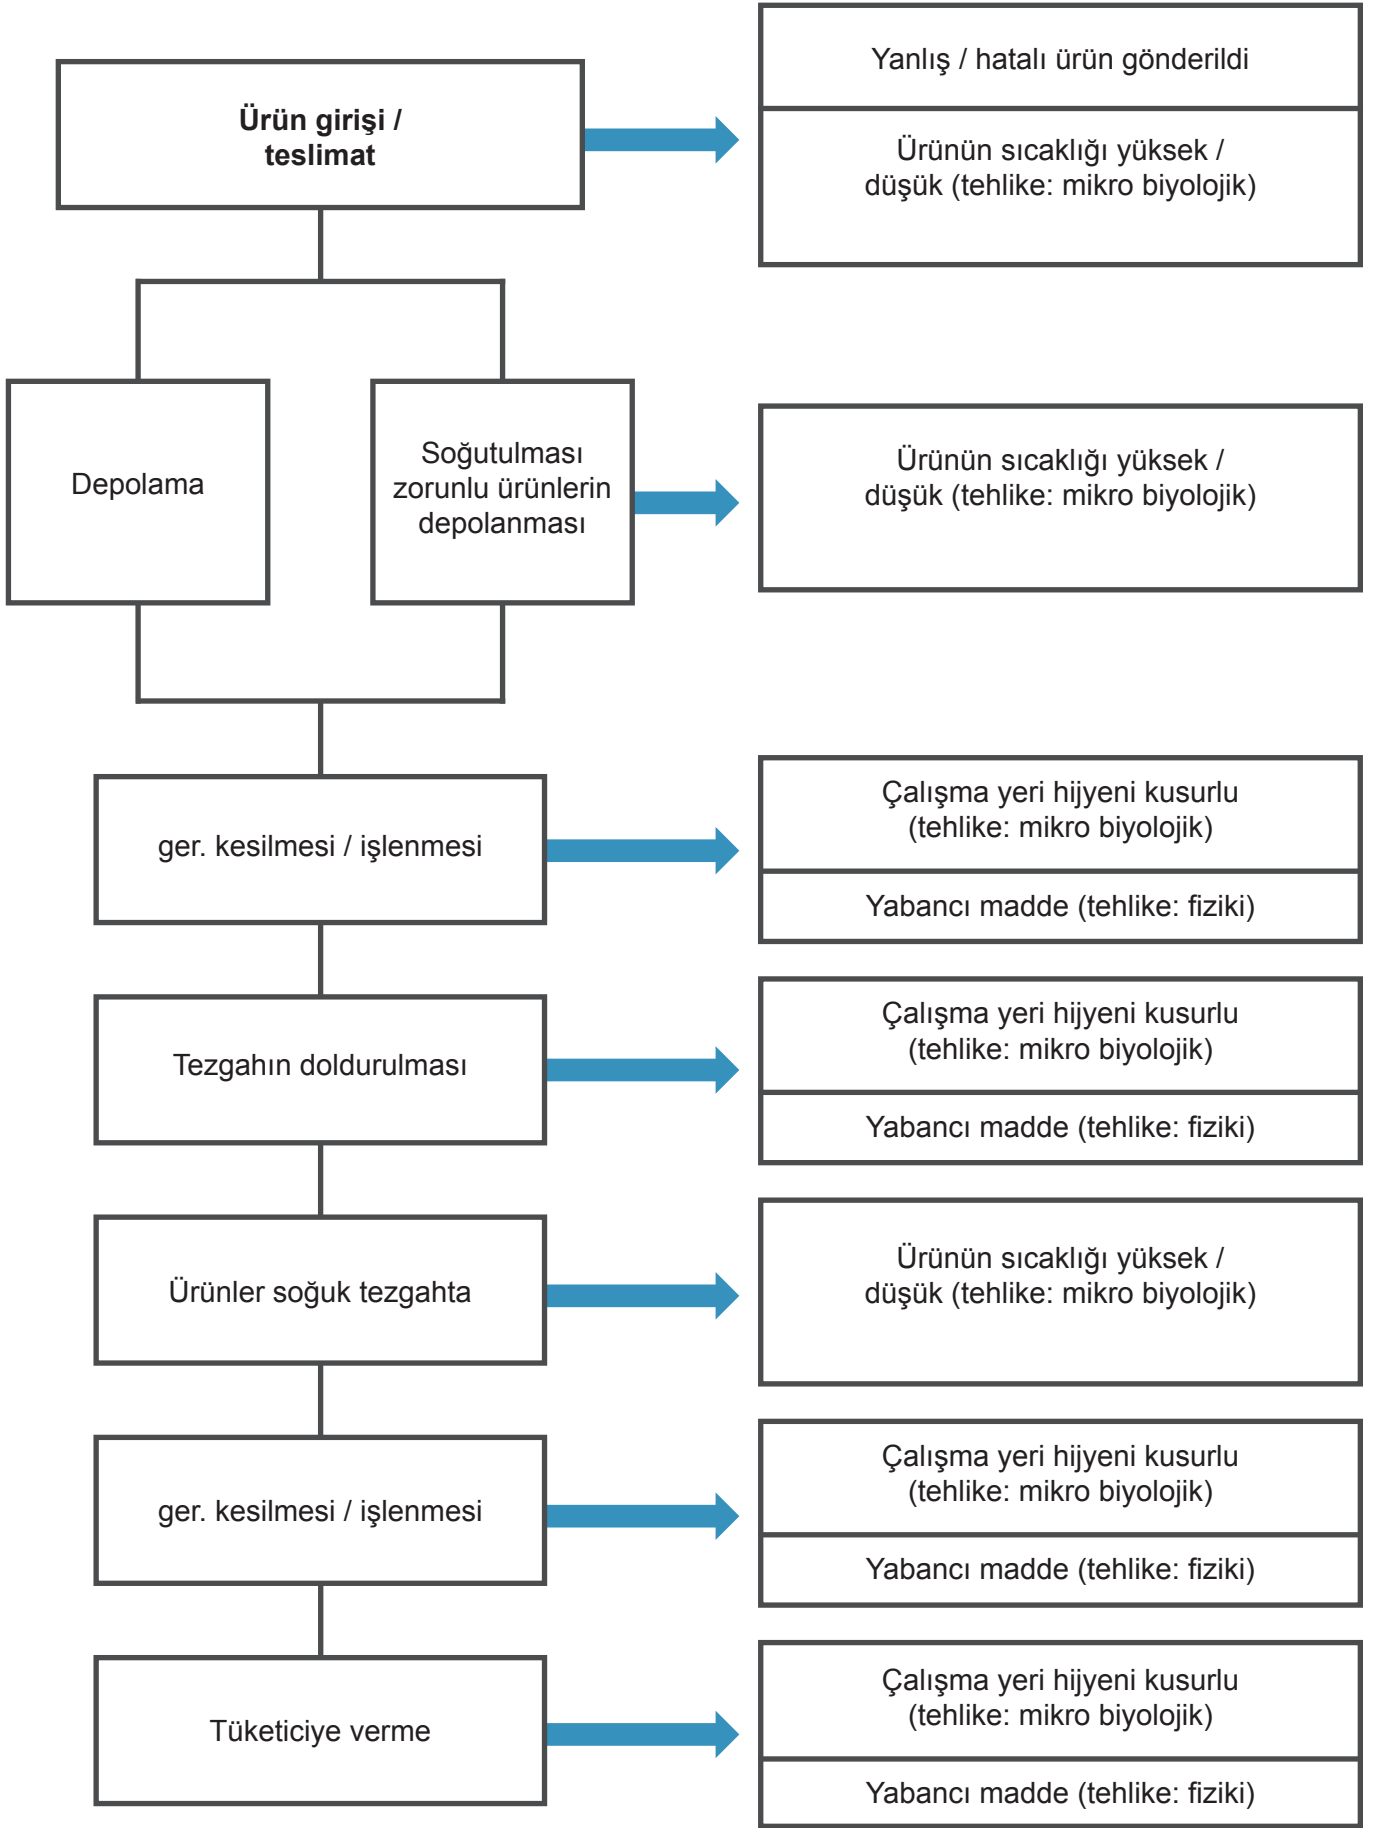 Ürün girişi /
teslimat
Yanlış / hatalı ürün gönderildi
Ürünün sıcaklığı yüksek /
düşük (tehlike: mikro biyolojik)
Depolama
Soğutulması
zorunlu ürünlerin
depolanması
Ürünün sıcaklığı yüksek /
düşük (tehlike: mikro biyolojik)
ger. kesilmesi / işlenmesi
Çalışma yeri hijyeni kusurlu
(tehlike: mikro biyolojik)
Yabancı madde (tehlike: fiziki)
Tezgahın doldurulması
Çalışma yeri hijyeni kusurlu
(tehlike: mikro biyolojik)
Yabancı madde (tehlike: fiziki)
Ürünler soğuk tezgahta
Ürünün sıcaklığı yüksek /
düşük (tehlike: mikro biyolojik)
ger. kesilmesi / işlenmesi
Çalışma yeri hijyeni kusurlu
(tehlike: mikro biyolojik)
Yabancı madde (tehlike: fiziki)
Tüketiciye verme
Çalışma yeri hijyeni kusurlu
(tehlike: mikro biyolojik)
Yabancı madde (tehlike: fiziki)